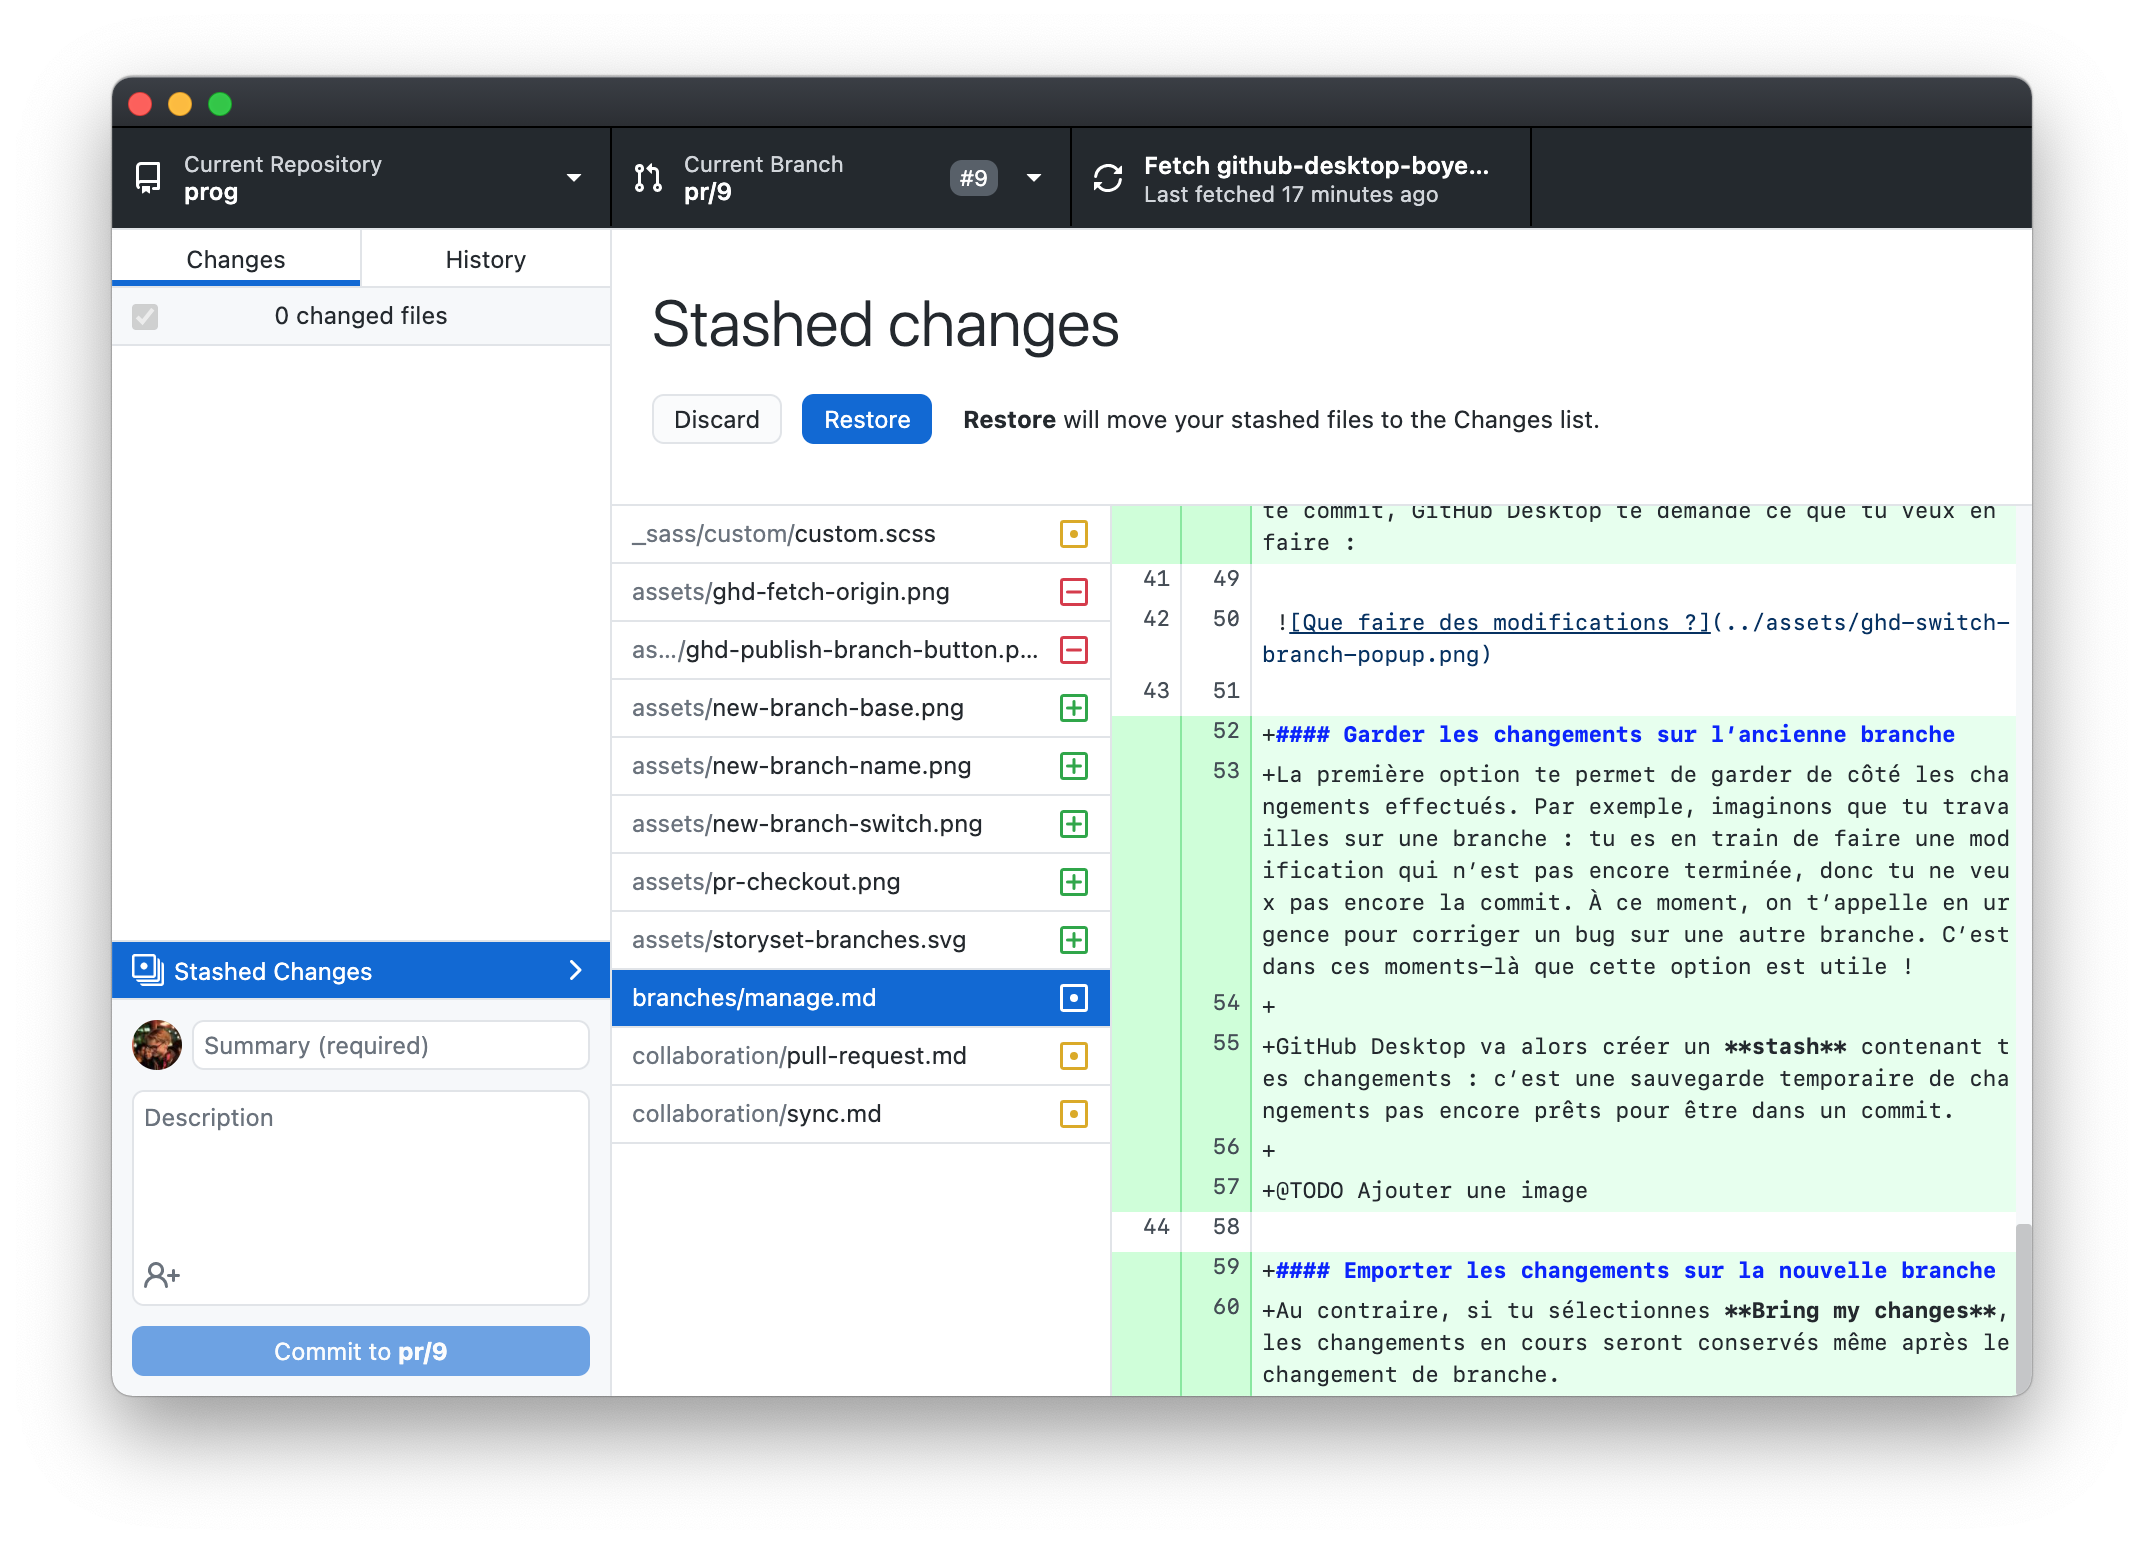 Current Repository
prog
Current Branch
pr/9
#9
Fetch github-desktop-boye...
Last fetched 17 minutes ago
Changes
History
0 changed files
Stashed Changes
Summary (required)
Description
Commit to pr/9
Stashed changes
Discard
Restore
Restore will move your stashed files to the Changes list.
_sass/custom/custom.scss
assets/ghd-fetch-origin.png
as.../ghd-publish-branch-button.p...
assets/new-branch-base.png
assets/new-branch-name.png
assets/new-branch-switch.png
assets/pr-checkout.png
assets/storyset-branches.svg
branches/manage.md
collaboration/pull-request.md
collaboration/sync.md
te commit, GitHub Desktop te demande ce que tu veux en
faire :
41 49
42 50 ![Que faire des modifications ?](../assets/ghd-switch-
branch-popup.png)
43 51
52 +#### Garder les changements sur l’ancienne branche
53 +La première option te permet de garder de côté les cha
ngements effectués. Par exemple, imaginons que tu trava
illes sur une branche : tu es en train de faire une mod
ification qui n’est pas encore terminée, donc tu ne veu
x pas encore la commit. À ce moment, on t’appelle en ur
gence pour corriger un bug sur une autre branche. C’est
dans ces moments-là que cette option est utile !
54 +
55 +GitHub Desktop va alors créer un **stash** contenant t
es changements : c’est une sauvegarde temporaire de cha
ngements pas encore prêts pour être dans un commit.
56 +
57 +@TODO Ajouter une image
44 58
59 +#### Emporter les changements sur la nouvelle branche
60 +Au contraire, si tu sélectionnes **Bring my changes**,
les changements en cours seront conservés même après le
changement de branche.